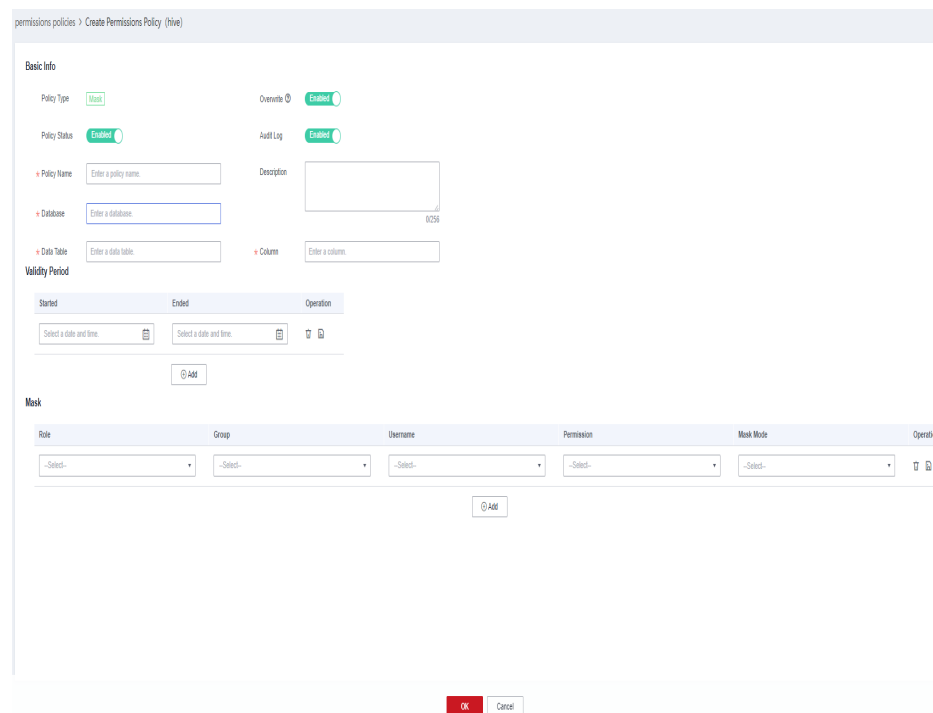 permissions policies > Create Permissions Policy (hive)
Basic Info
Policy Type Mask Overwrite ? Enabled
Policy Status Enabled Audit Log Enabled
* Policy Name Enter a policy name. Description
0/256
* Database Enter a database.
* Data Table Enter a data table. * Column Enter a column.
Validity Period
Started Ended Operation
Select a date and time. Select a date and time.
Add
Mask
Role Group Username Permission Mask Mode Operati
--Select-- --Select-- --Select-- --Select-- --Select--
Add
OK Cancel